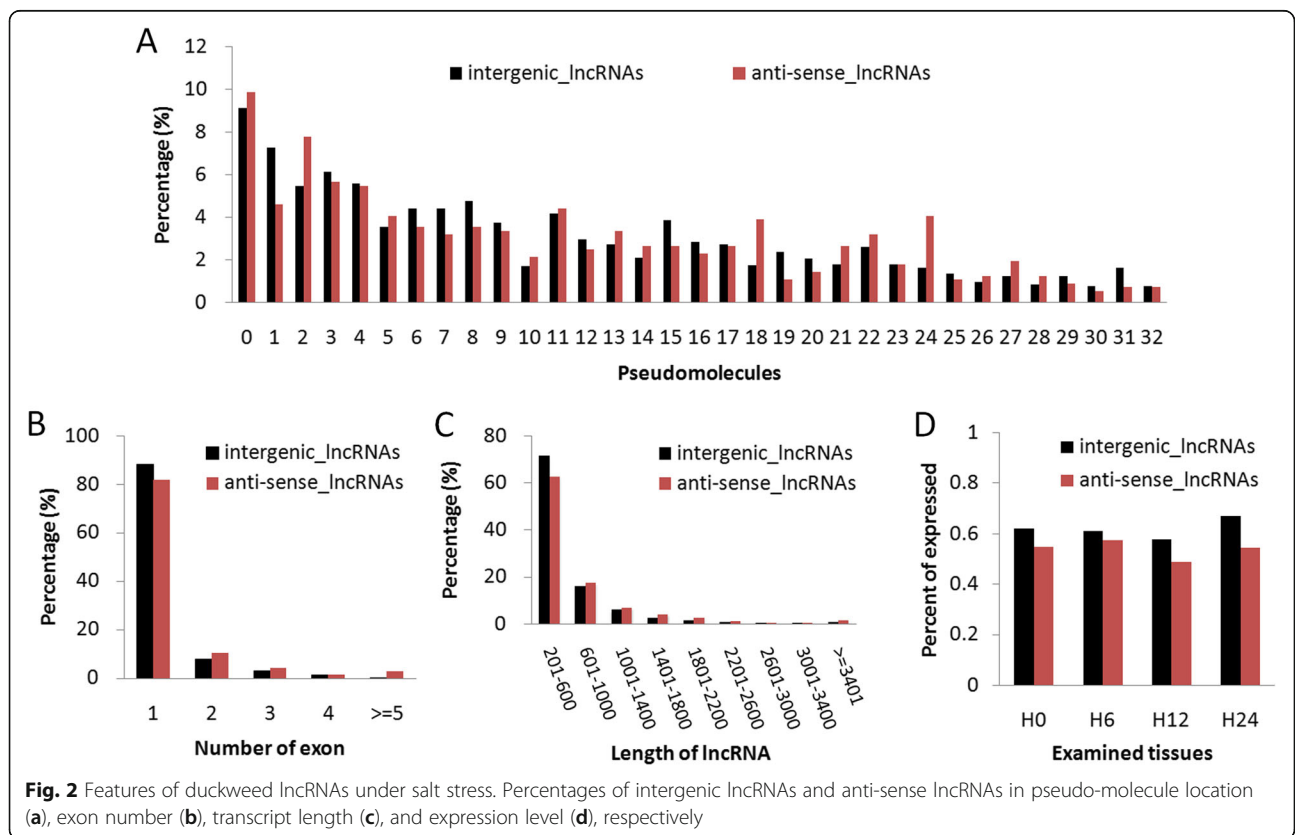 A
12
10
8
6
4
2
0
Percentage (%)
intergenic_lncRNAs anti-sense_lncRNAs
0 1 2 3 4 5 6 7 8 9 10 11 12 13 14 15 16 17 18 19 20 21 22 23 24 25 26 27 28 29 30 31 32
Pseudomolecules
B
100
80
60
40
20
0
Percentage (%)
intergenic_lncRNAs
anti-sense_lncRNAs
1 2 3 4 >=5
Number of exon
C
80
60
40
20
0
Percentage (%)
intergenic_lncRNAs
anti-sense_lncRNAs
201-600
601-1000
1001-1400
1401-1800
1801-2200
2201-2600
2601-3000
3001-3400
>=3401
Length of lncRNA
D
1
0.8
0.6
0.4
0.2
0
Percent of expressed
intergenic_lncRNAs
anti-sense_lncRNAs
H0 H6 H12 H24
Examined tissues
Fig. 2 Features of duckweed lncRNAs under salt stress. Percentages of intergenic lncRNAs and anti-sense lncRNAs in pseudo-molecule location
(a), exon number (b), transcript length (c), and expression level (d), respectively